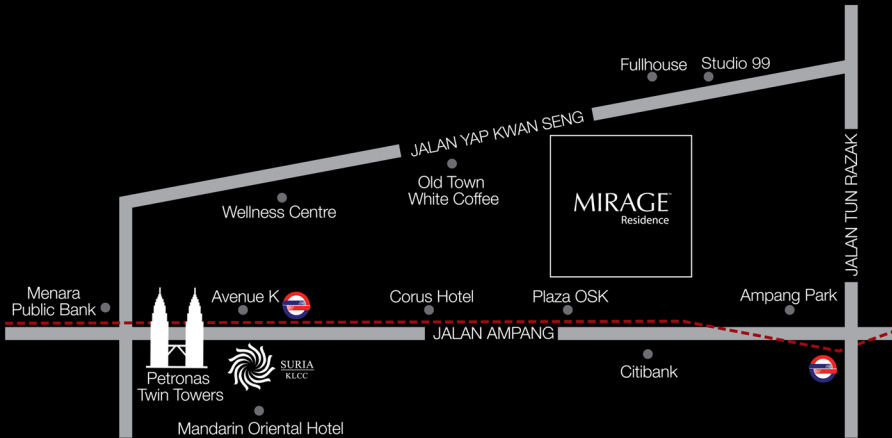 Fullhouse
Studio 99
JALAN YAP KWAN SENG
JALAN TUN RAZAK
Old Town
White Coffee
Wellness Centre
MIRAGE™
Residence
Menara
Public Bank
Avenue K
Corus Hotel
Plaza OSK
Ampang Park
JALAN AMPANG
Petronas
Twin Towers
SURIA
KLCC
Citibank
Mandarin Oriental Hotel